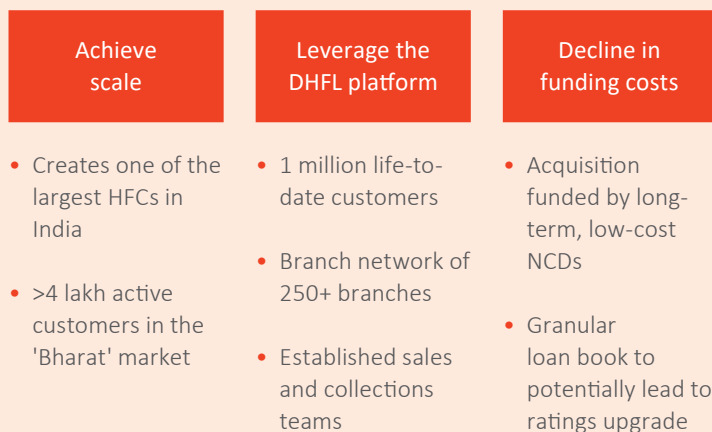 Achieve
scale
• Creates one of the
largest HFCs in
India
• >4 lakh active
customers in the
'Bharat' market
Leverage the
DHFL platform
• 1 million life-to-
date customers
• Branch network of
250+ branches
• Established sales
and collections
teams
Decline in
funding costs
• Acquisition
funded by long-
term, low-cost
NCDs
• Granular
loan book to
potentially lead to
ratings upgrade